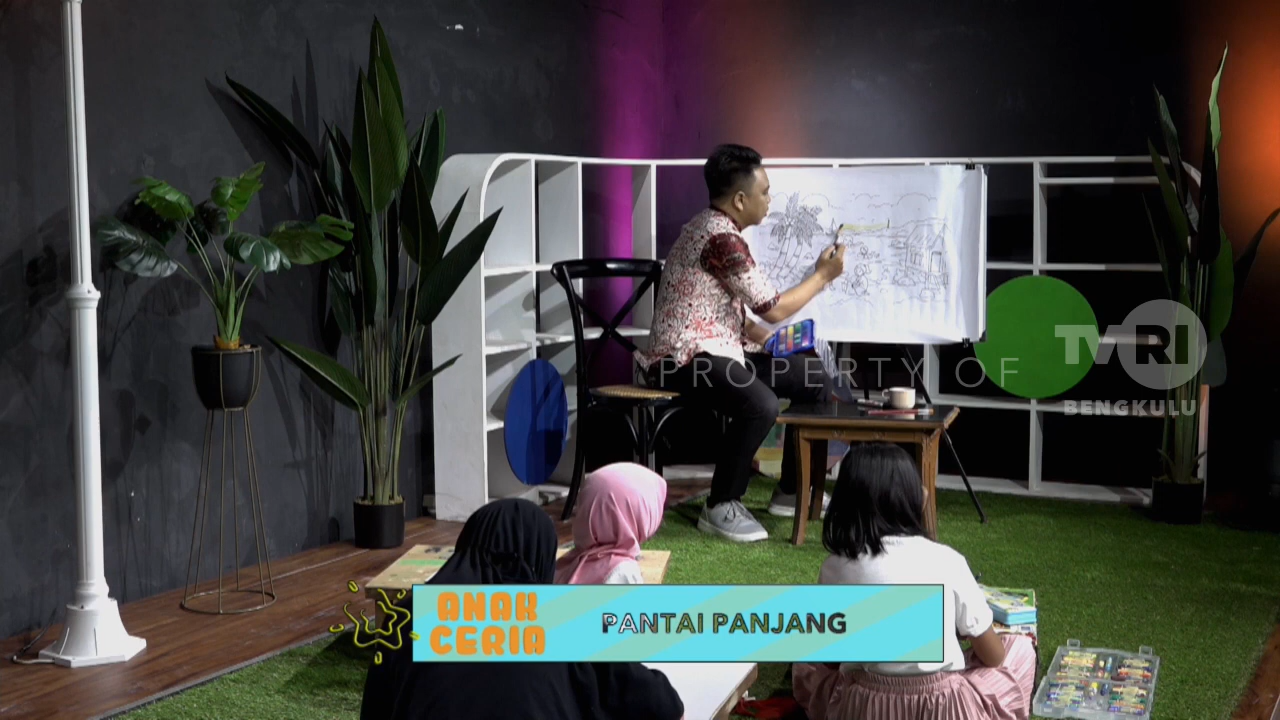 PROPERTY OF
TVRI
BENGKULU
ANAK
CERIA
PANTAI PANJANG